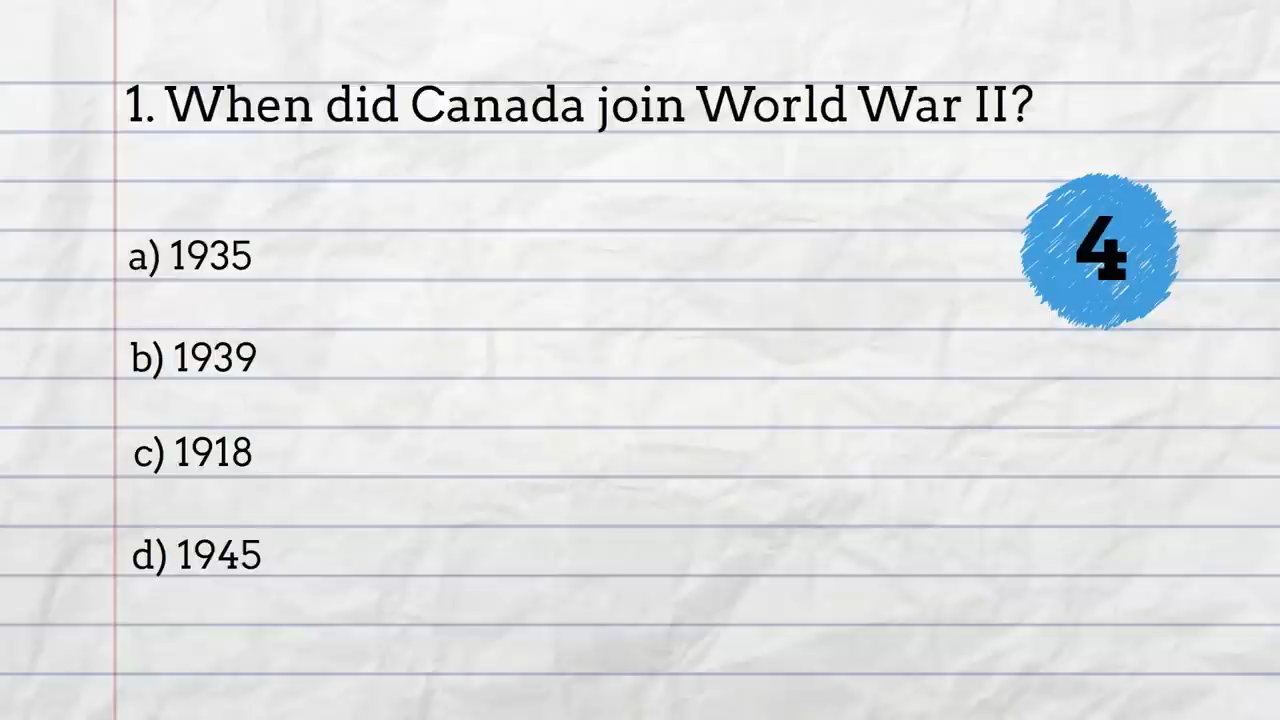 1. When did Canada join World War II?
4
a) 1935
b) 1939
c) 1918
d) 1945